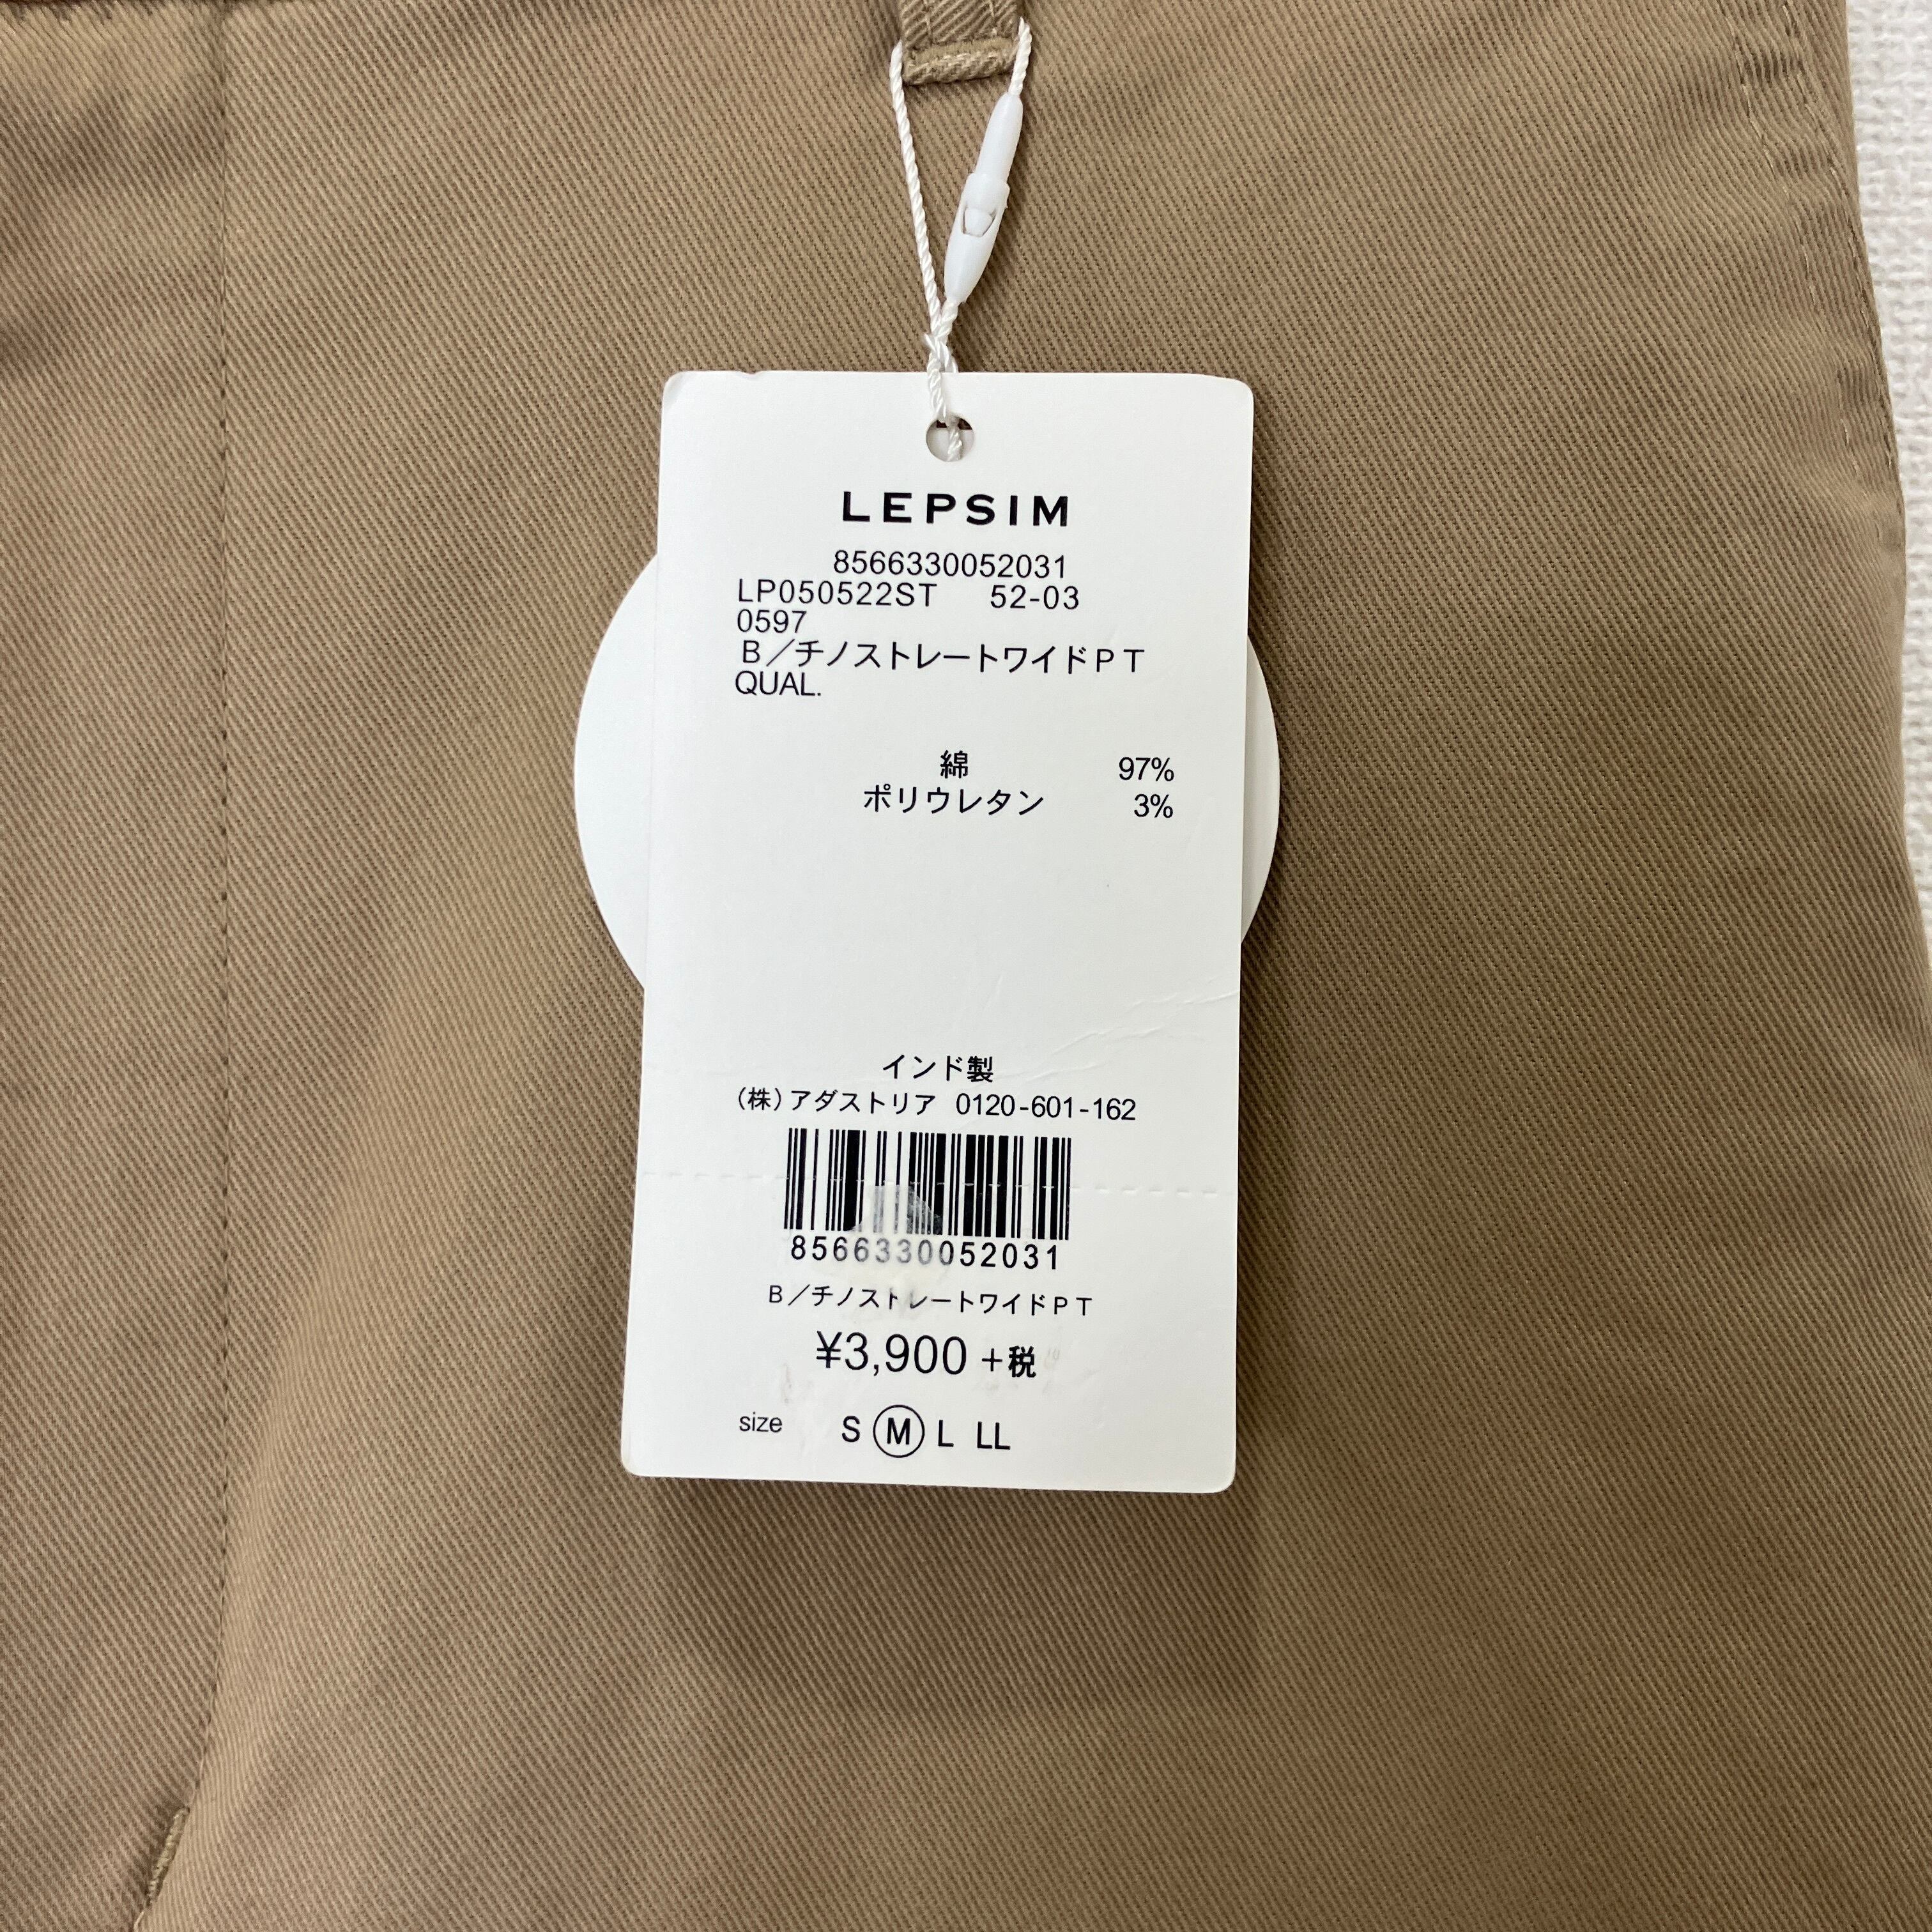 LEPSIM
8566330052031
LP050522ST 52-03
0597
B／チノストレートワイドＰＴ
QUAL.
綿 97%
ポリウレタン 3%
インド製
(株)アダストリア 0120-601-162
8566330052031
B／チノストレートワイドＰＴ
¥3,900 +税
size S M L LL